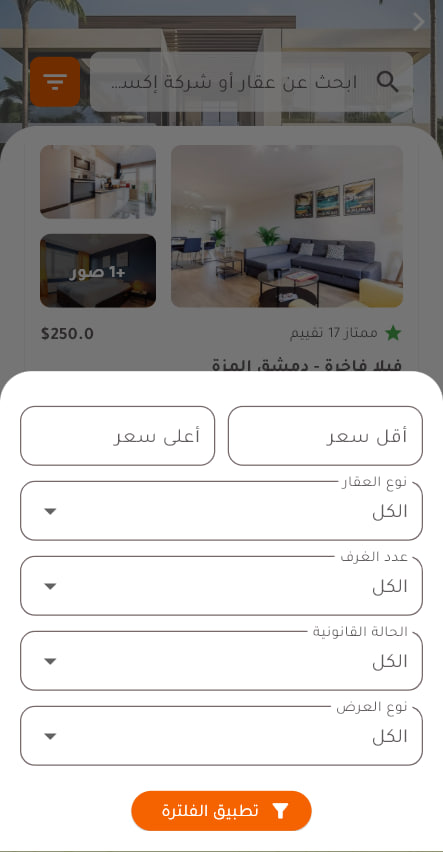 ابحث عن عقار أو شركة إكسـ...
+1 صور
ممتاز 17 تقييم
$250.0
فيلا فاخرة - دمشق المزة
أقل سعر
أعلى سعر
نوع العقار
الكل
عدد الغرف
الكل
الحالة القانونية
الكل
نوع العرض
الكل
تطبيق الفلترة